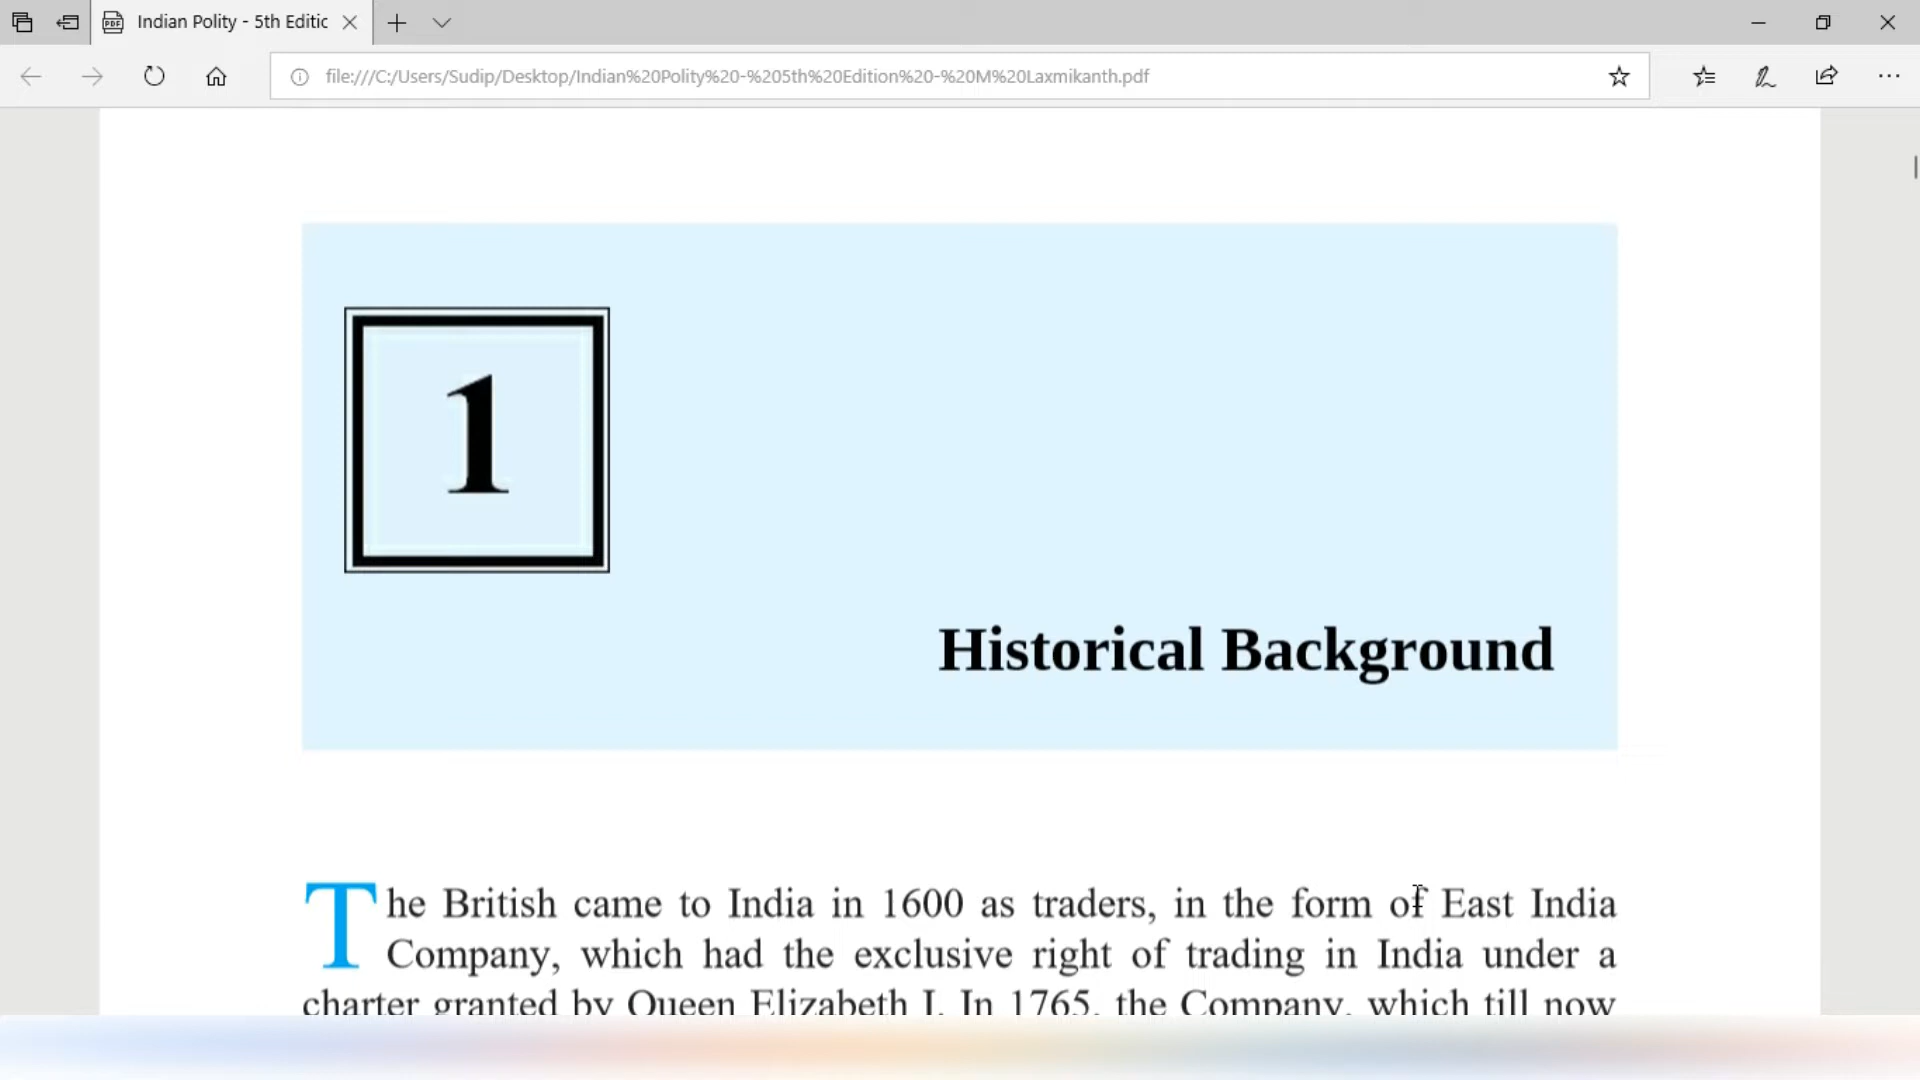 Indian Polity - 5th Editic
file:///C:/Users/Sudip/Desktop/Indian%20Polity%20-%205th%20Edition%20-%20M%20Laxmikanth.pdf
1
Historical Background
The British came to India in 1600 as traders, in the form of East India
Company, which had the exclusive right of trading in India under a
charter granted by Queen Elizabeth I. In 1765, the Company, which till now